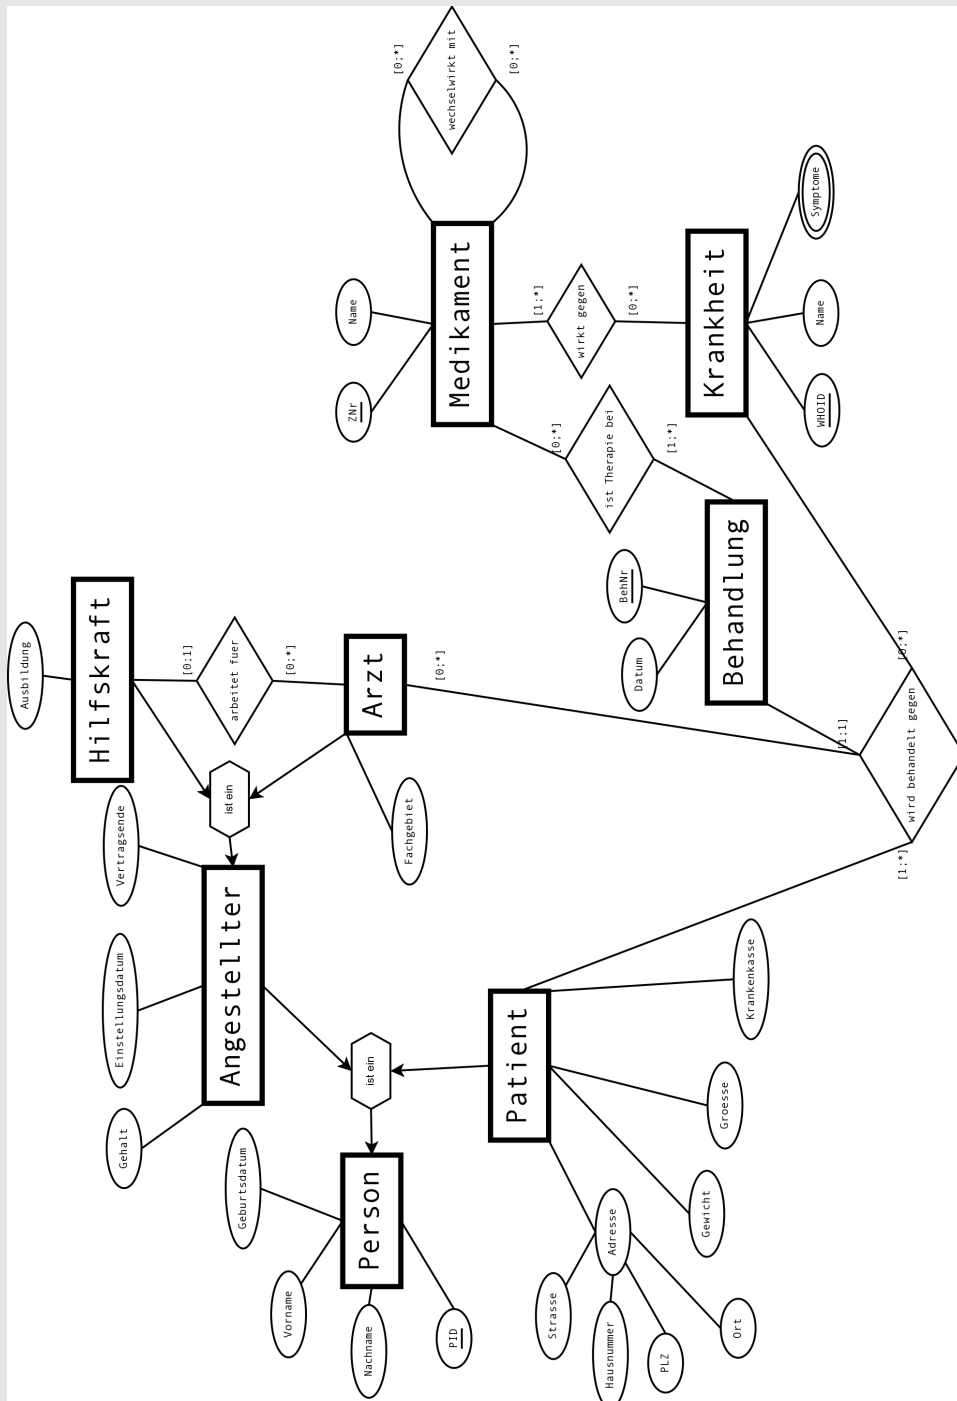 Ausbildung
Hilfskraft
[0:1]
arbeitet fuer
[0:*]
Arzt
[0:*]
Fachgebiet
ist ein
Vertragsende
Einstellungsdatum
Gehalt
Angestellter
ist ein
Geburtsdatum
Vorname
Nachname
PID
Person
Patient
Krankenkasse
Groesse
Gewicht
Adresse
Strasse
Hausnummer
PLZ
Ort
[1:*]
wird behandelt gegen
[1:1]
[0:*]
Behandlung
Datum
BehNr
ist Therapie bei
[0:*]
[1:*]
Medikament
ZNr
Name
wechselwirkt mit
[0:*]
[0:*]
wirkt gegen
[1:*]
[0:*]
Krankheit
WHOID
Name
Symptome